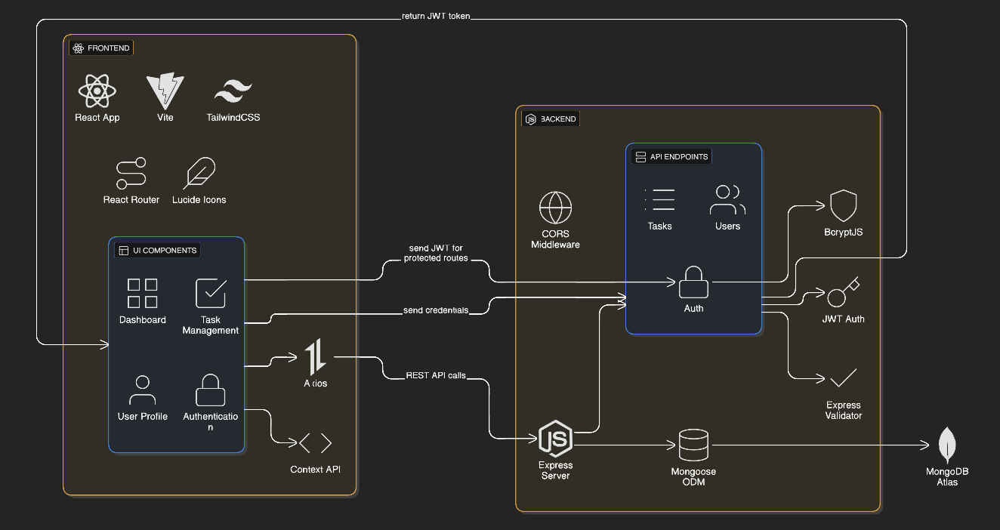 return JWT token
FRONTEND
React App
Vite
TailwindCSS
React Router
Lucide Icons
UI COMPONENTS
Dashboard
Task
Management
User Profile
Authenticatio
n
Axios
Context API
send JWT for
protected routes
send credentials
REST API calls
BACKEND
CORS
Middleware
API ENDPOINTS
Tasks
Users
Auth
BcryptJS
JWT Auth
Express
Validator
Express
Server
Mongoose
ODM
MongoDB
Atlas